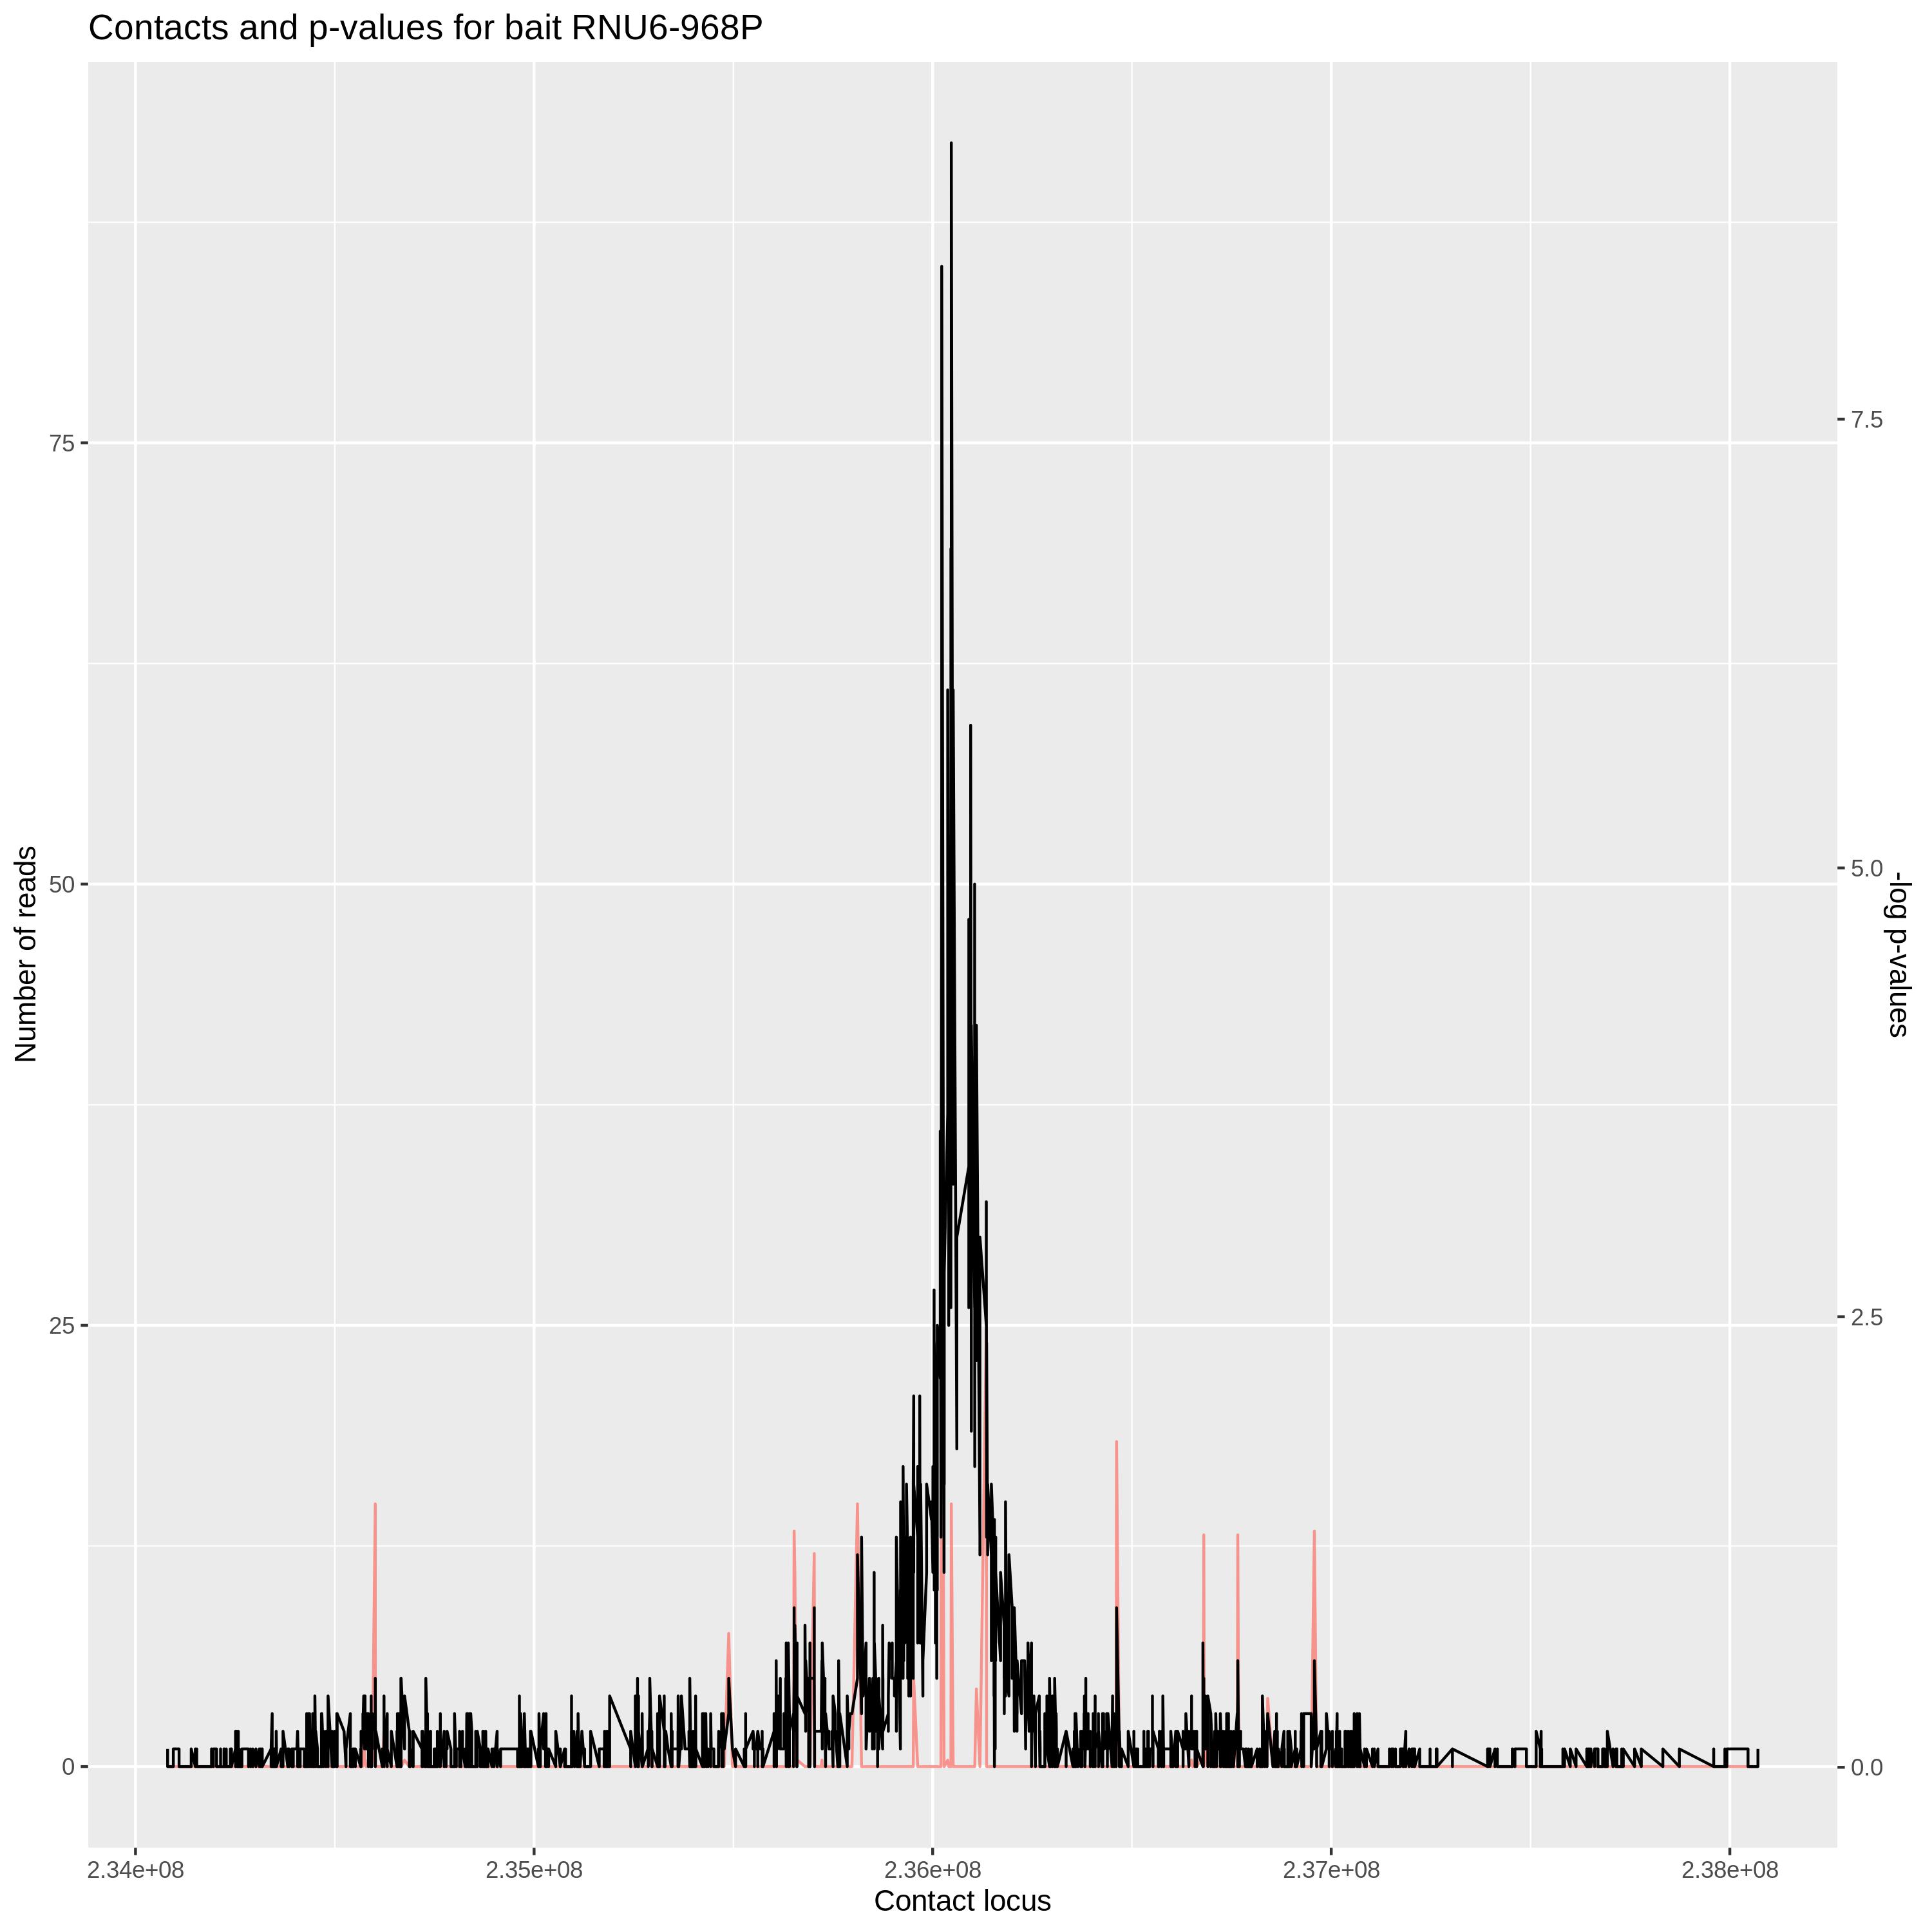 Contacts and p-values for bait RNU6-968P
75
50
25
0
Number of reads
7.5
5.0
2.5
0.0
-log p-values
2.34e+08
2.35e+08
2.36e+08
2.37e+08
2.38e+08
Contact locus